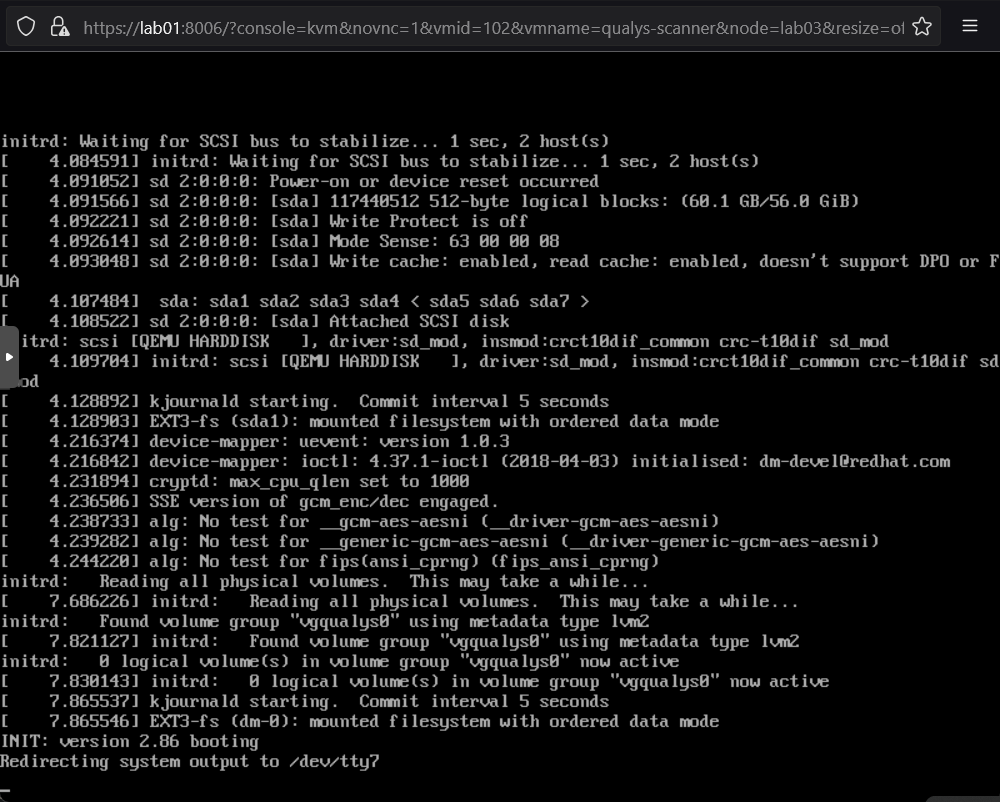 https://lab01:8006/?console=kvm&novnc=1&vmid=102&vmname=qualys-scanner&node=lab03&resize=of
initrd: Waiting for SCSI bus to stabilize... 1 sec, 2 host(s)
[    4.084591] initrd: Waiting for SCSI bus to stabilize... 1 sec, 2 host(s)
[    4.091052] sd 2:0:0:0: Power-on or device reset occurred
[    4.091566] sd 2:0:0:0: [sda] 117440512 512-byte logical blocks: (60.1 GB/56.0 GiB)
[    4.092221] sd 2:0:0:0: [sda] Write Protect is off
[    4.092614] sd 2:0:0:0: [sda] Mode Sense: 63 00 00 08
[    4.093048] sd 2:0:0:0: [sda] Write cache: enabled, read cache: enabled, doesn't support DPO or F
UA
[    4.107484]  sda: sda1 sda2 sda3 sda4 < sda5 sda6 sda7 >
[    4.108522] sd 2:0:0:0: [sda] Attached SCSI disk
itrd: scsi [QEMU HARDDISK   ], driver:sd_mod, insmod:crct10dif_common crc-t10dif sd_mod
[    4.109704] initrd: scsi [QEMU HARDDISK   ], driver:sd_mod, insmod:crct10dif_common crc-t10dif sd
od
[    4.128892] kjournald starting.  Commit interval 5 seconds
[    4.128903] EXT3-fs (sda1): mounted filesystem with ordered data mode
[    4.216374] device-mapper: uevent: version 1.0.3
[    4.216842] device-mapper: ioctl: 4.37.1-ioctl (2018-04-03) initialised: dm-devel@redhat.com
[    4.231894] cryptd: max_cpu_qlen set to 1000
[    4.236506] SSE version of gcm_enc/dec engaged.
[    4.238733] alg: No test for __gcm-aes-aesni (__driver-gcm-aes-aesni)
[    4.239282] alg: No test for __generic-gcm-aes-aesni (__driver-generic-gcm-aes-aesni)
[    4.244220] alg: No test for fips(ansi_cprng) (fips_ansi_cprng)
initrd:   Reading all physical volumes.  This may take a while...
[    7.686226] initrd:   Reading all physical volumes.  This may take a while...
initrd:   Found volume group "vgqualys0" using metadata type lvm2
[    7.821127] initrd:   Found volume group "vgqualys0" using metadata type lvm2
initrd:   0 logical volume(s) in volume group "vgqualys0" now active
[    7.830143] initrd:   0 logical volume(s) in volume group "vgqualys0" now active
[    7.865537] kjournald starting.  Commit interval 5 seconds
[    7.865546] EXT3-fs (dm-0): mounted filesystem with ordered data mode
INIT: version 2.86 booting
Redirecting system output to /dev/tty7